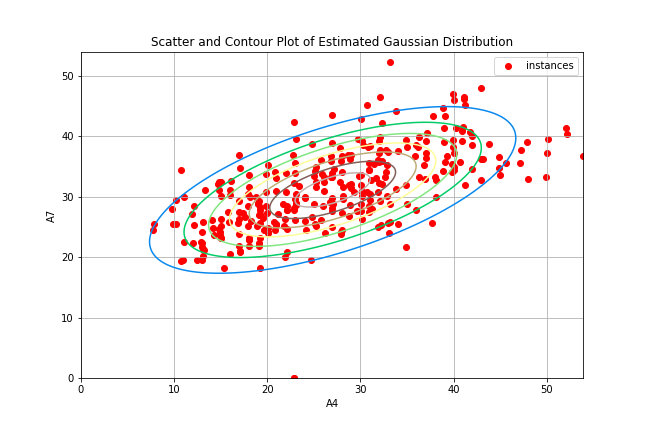 Scatter and Contour Plot of Estimated Gaussian Distribution
instances
50
40
30
20
10
0
A7
0 10 20 30 40 50
A4